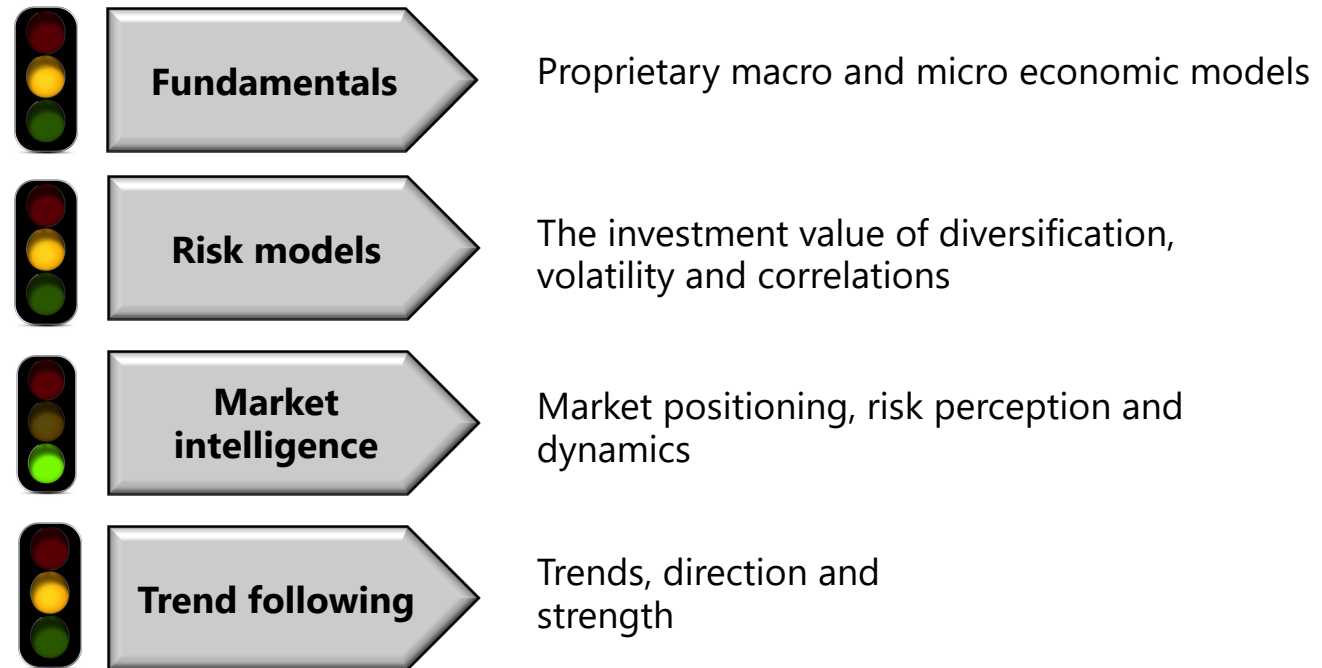 Fundamentals
Proprietary macro and micro economic models
Risk models
The investment value of diversification,
volatility and correlations
Market
intelligence
Market positioning, risk perception and
dynamics
Trend following
Trends, direction and
strength